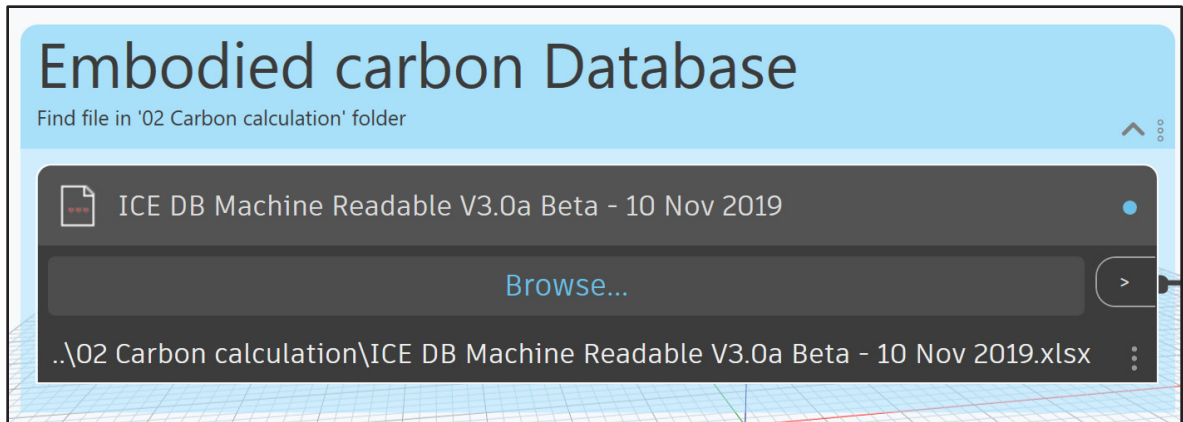 Embodied carbon Database
Find file in '02 Carbon calculation' folder
ICE DB Machine Readable V3.0a Beta - 10 Nov 2019
Browse...
>
..\02 Carbon calculation\ICE DB Machine Readable V3.0a Beta - 10 Nov 2019.xlsx